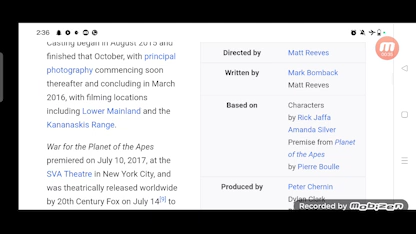 2:36
Casting began in August 2015 and
finished that October, with principal
photography commencing soon
thereafter and concluding in March
2016, with filming locations
including Lower Mainland and the
Kananaskis Range.
War for the Planet of the Apes
premiered on July 10, 2017, at the
SVA Theatre in New York City, and
was theatrically released worldwide
by 20th Century Fox on July 14[9] to
Directed by Matt Reeves
Written by Mark Bomback
Matt Reeves
Based on Characters
by Rick Jaffa
Amanda Silver
Premise from Planet
of the Apes
by Pierre Boulle
Produced by Peter Chernin
Dylan Clark
Recorded by Mobizen